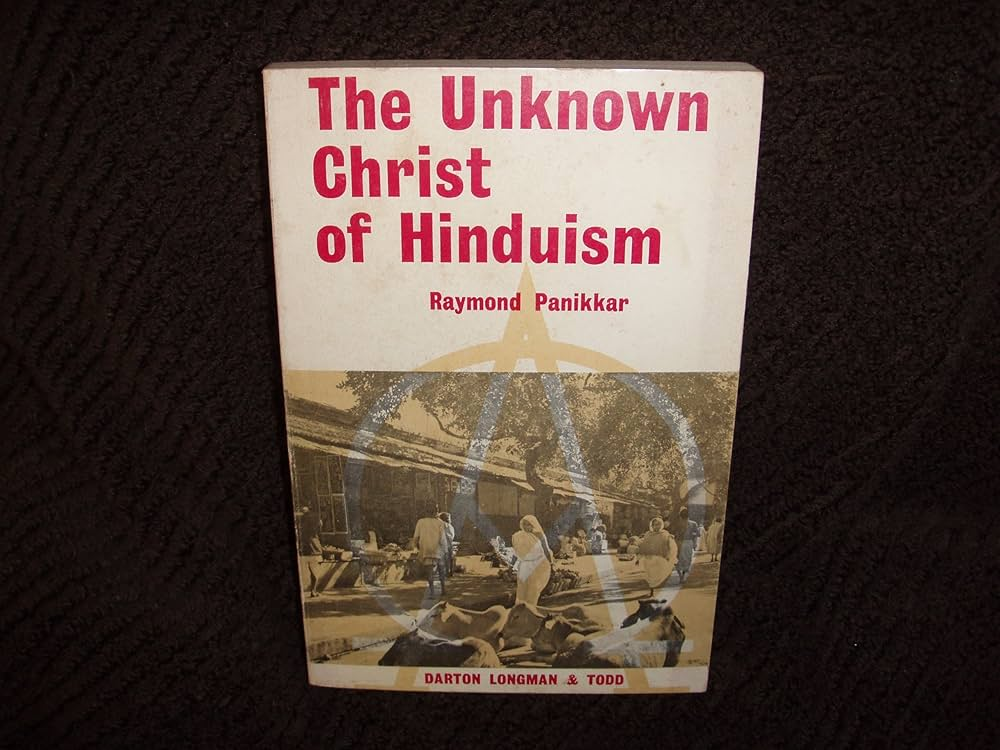 The Unknown
Christ
of Hinduism
Raymond Panikkar
DARTON LONGMAN & TODD